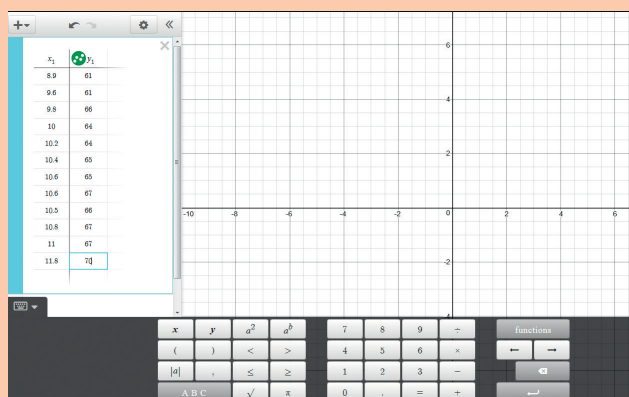 x₁ y₁
8.9 61
9.6 61
9.8 66
10 64
10.2 64
10.4 65
10.6 65
10.6 67
10.5 66
10.8 67
11 67
11.8 70
6
4
2
-10 -8 -6 -4 -2 0 2 4 6
-2
x y a² aᵇ 7 8 9 ÷ functions
( ) < > 4 5 6 × ← →
|a| , ≤ ≥ 1 2 3 −
A B C √ π 0 . = +